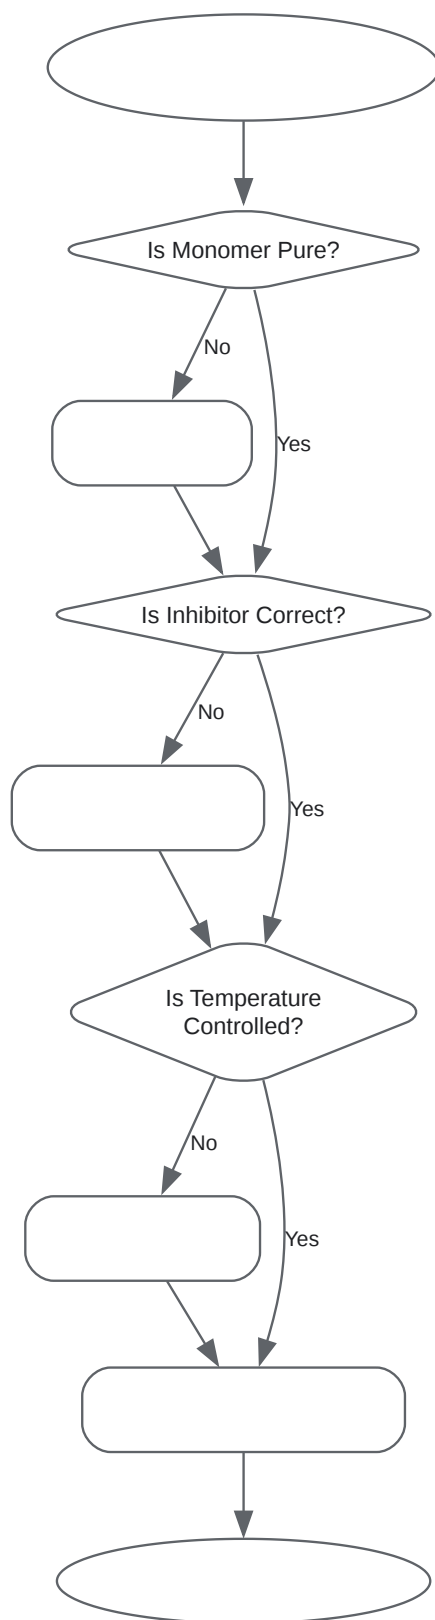 Is Monomer Pure?
No
Yes
Is Inhibitor Correct?
No
Yes
Is Temperature
Controlled?
No
Yes